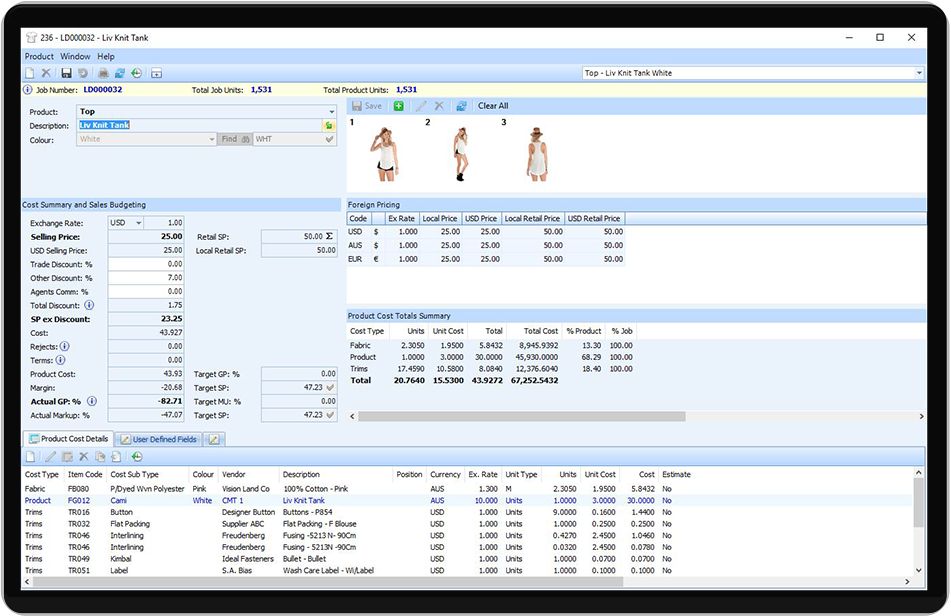 236 - LD000032 - Liv Knit Tank
Product Window Help
Top - Liv Knit Tank White
Job Number: LD000032 Total Job Units: 1,531 Total Product Units: 1,531
Product: Top
Description: Liv Knit Tank
Colour: White Find WHT
Save Clear All
1 2 3
Cost Summary and Sales Budgeting
Exchange Rate: USD 1.00
Selling Price: 25.00 Retail SP: 50.00 Σ
USD Selling Price: 25.00 Local Retail SP: 50.00
Trade Discount: % 0.00
Other Discount: % 7.00
Agents Comm: % 0.00
Total Discount: 1.75
SP ex Discount: 23.25
Cost: 43.927
Rejects: 0.00
Terms: 0.00
Product Cost: 43.93 Target GP: % 0.00
Margin: -20.68 Target SP: 47.23
Actual GP: % -82.71 Target MU: % 0.00
Actual Markup: % -47.07 Target SP: 47.23
Foreign Pricing
Code Ex Rate Local Price USD Price Local Retail Price USD Retail Price
USD $ 1.000 25.00 25.00 50.00 50.00
AUS $ 1.000 25.00 25.00 50.00 50.00
EUR € 1.000 25.00 25.00 50.00 50.00
Product Cost Totals Summary
Cost Type Units Unit Cost Total Total Cost % Product % Job
Fabric 2.3050 1.9500 5.8432 8,945.9392 13.30 100.00
Product 1.0000 3.0000 30.0000 45,930.0000 68.29 100.00
Trims 17.4590 10.5800 8.0840 12,376.6040 18.40 100.00
Total 20.7640 15.5300 43.9272 67,252.5432
Product Cost Details User Defined Fields
Cost Type Item Code Cost Sub Type Colour Vendor Description Position Currency Ex. Rate Unit Type Units Unit Cost Cost Estimate
Fabric FB080 P/Dyed Wvn Polyester Pink Vision Land Co 100% Cotton - Pink AUS 1.300 M 2.3050 1.9500 5.8432 No
Product FG012 Cami White CMT 1 Liv Knit Tank AUS 10.000 Units 1.0000 3.0000 30.0000 No
Trims TR016 Button Designer Button Buttons - P854 USD 1.000 Units 9.0000 0.1600 1.4400 No
Trims TR032 Flat Packing Supplier ABC Flat Packing - F Blouse USD 1.000 Units 1.0000 0.2500 0.2500 No
Trims TR046 Interlining Freudenberg Fusing -5213 N- 90Cm USD 1.000 Units 0.4270 2.4500 1.0460 No
Trims TR046 Interlining Freudenberg Fusing - 5213N -90Cm USD 1.000 Units 0.0320 2.4500 0.0780 No
Trims TR049 Kimbal Ideal Fasteners Bullet - Bullet USD 1.000 Units 1.0000 0.0700 0.0700 No
Trims TR051 Label S.A. Bias Wash Care Label - Wi/Label USD 1.000 Units 1.0000 0.1000 0.1000 No